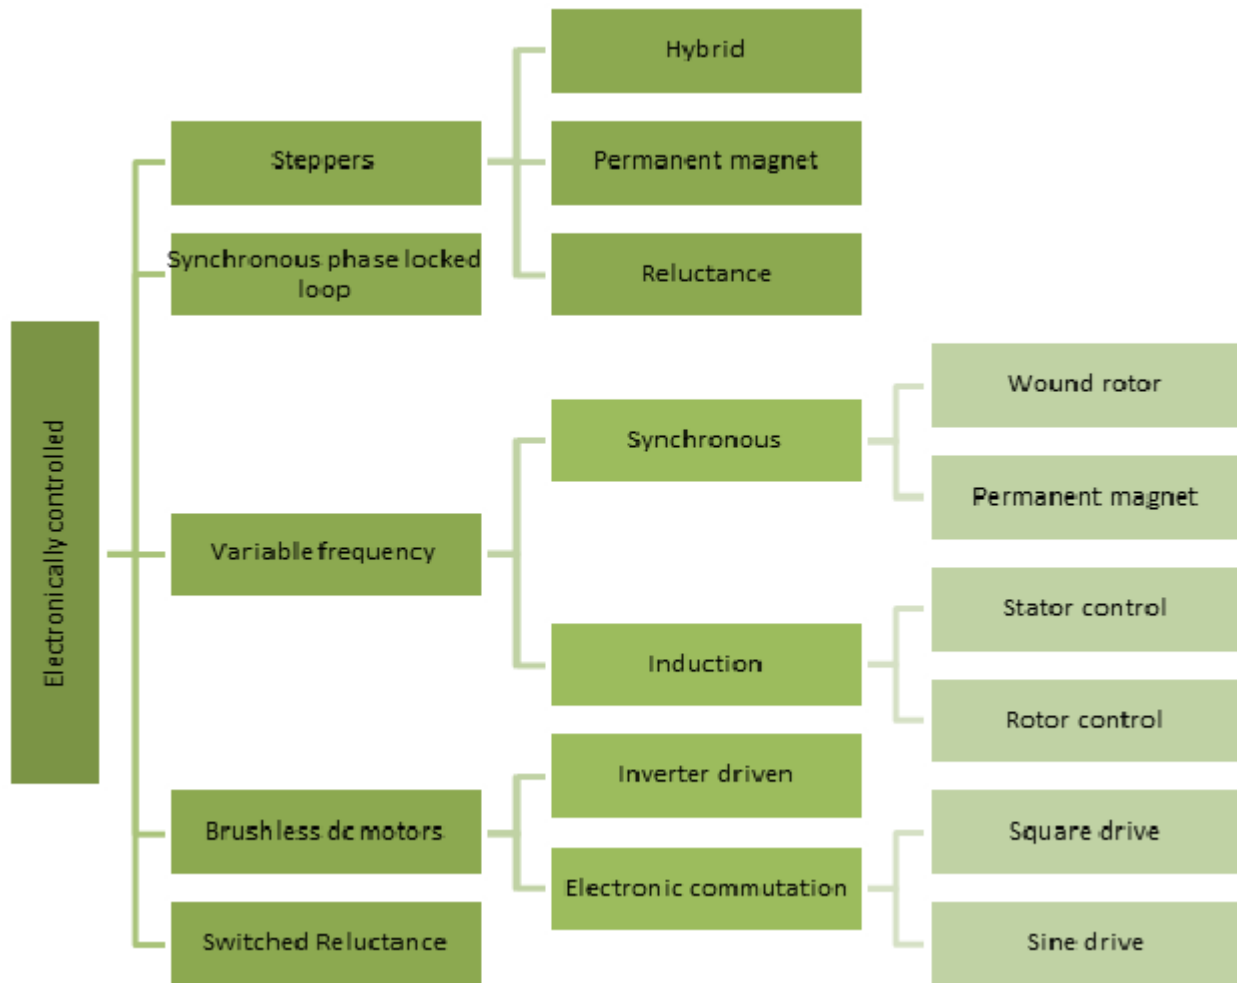 Electronically controlled
Steppers
Hybrid
Permanent magnet
Reluctance
Synchronous phase locked
loop
Variable frequency
Synchronous
Wound rotor
Permanent magnet
Induction
Stator control
Rotor control
Brushless dc motors
Inverter driven
Electronic commutation
Square drive
Sine drive
Switched Reluctance